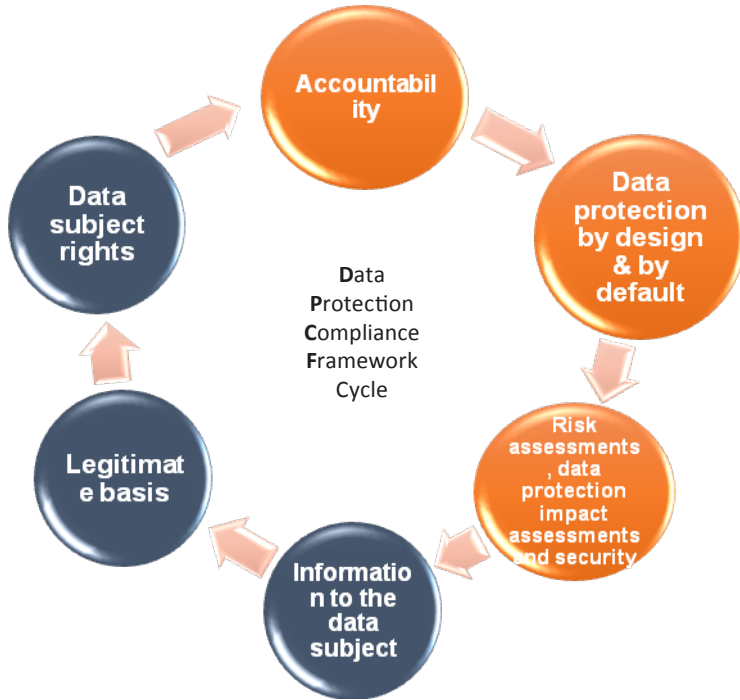 Accountabil
ity
Data
protection
by design
& by
default
Risk
assessments
, data
protection
impact
assessments
and security
Informatio
n to the
data
subject
Legitimat
e basis
Data
subject
rights
Data
Protection
Compliance
Framework
Cycle